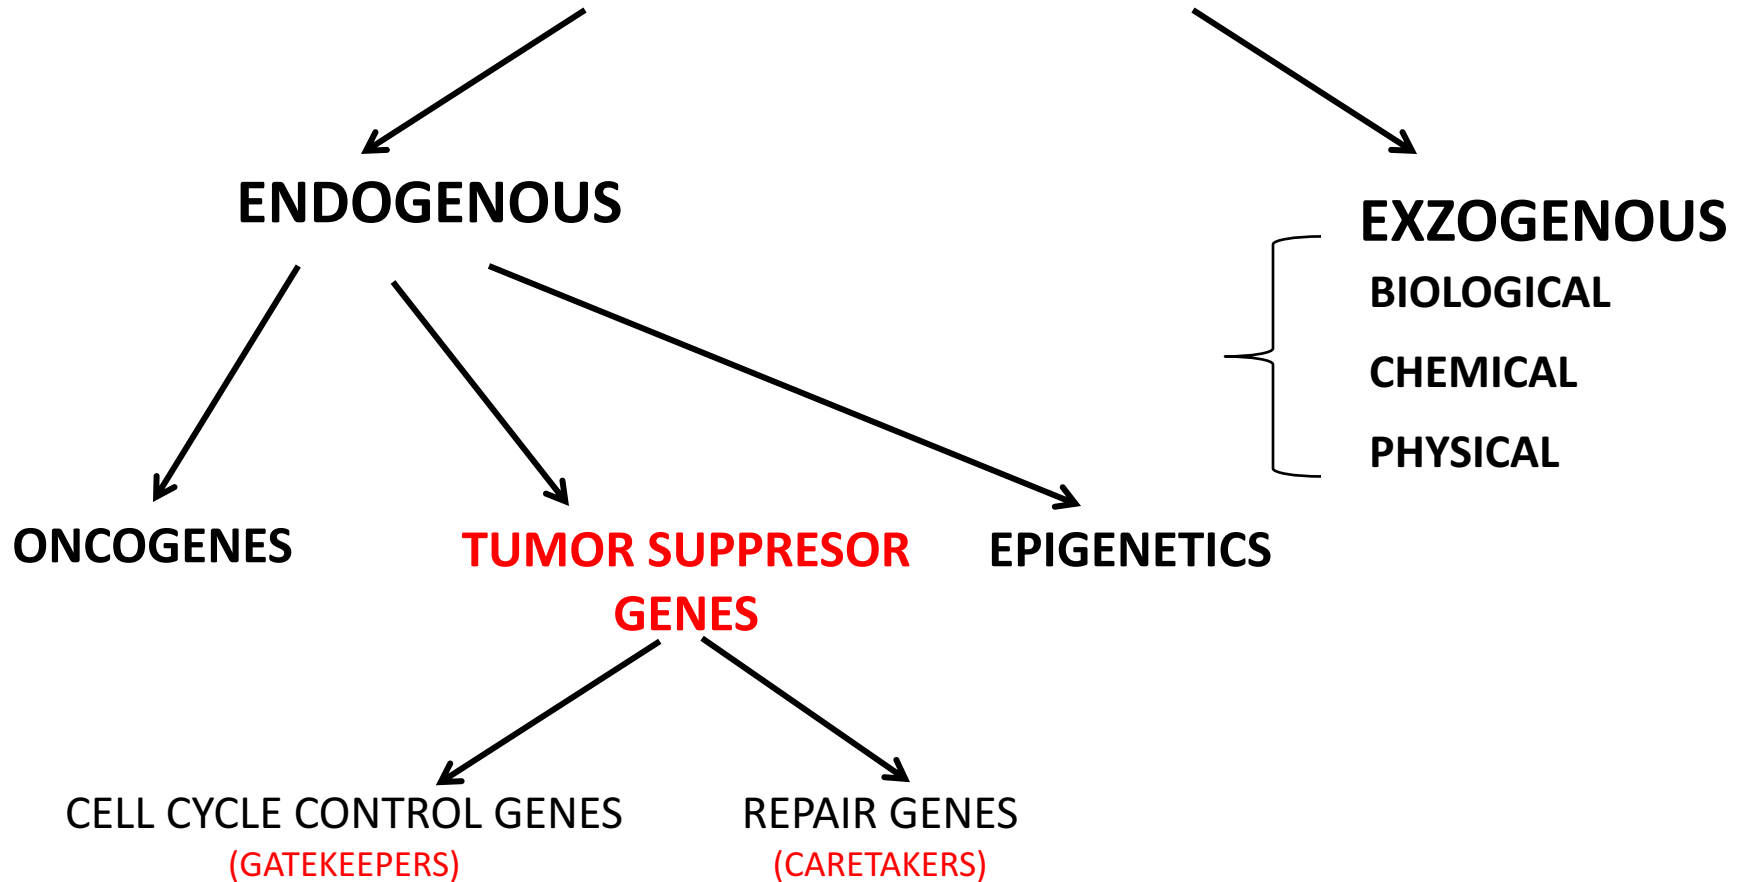 ENDOGENOUS
EXZOGENOUS
BIOLOGICAL
CHEMICAL
PHYSICAL
ONCOGENES
TUMOR SUPPRESOR
GENES
EPIGENETICS
CELL CYCLE CONTROL GENES
(GATEKEEPERS)
REPAIR GENES
(CARETAKERS)